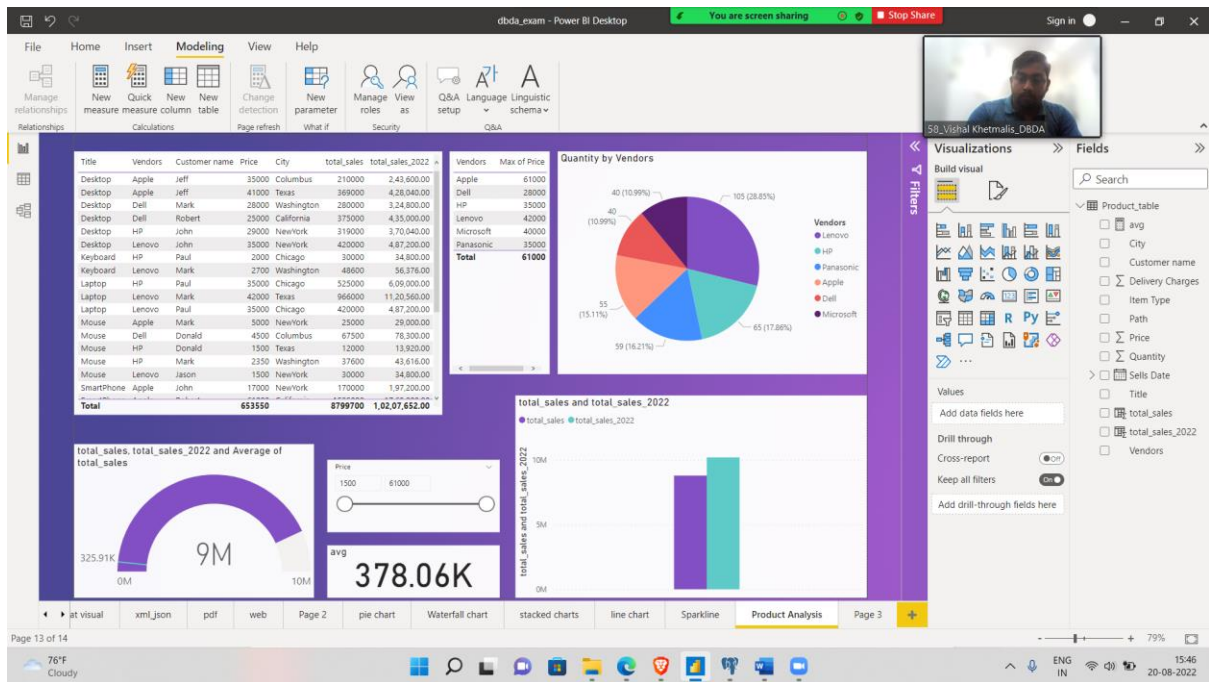 dbda_exam - Power BI Desktop
You are screen sharing
Stop Share
Sign in
File Home Insert Modeling View Help
Manage relationships
New measure
Quick measure
New column
New table
Change detection
New parameter
Manage roles
View as
Q&A setup
Language
Linguistic schema
Relationships Calculations Page refresh What if Security Q&A
58_Vishal Khetmalis_DBDA
Title Vendors Customer name Price City total_sales total_sales_2022
Desktop Apple Jeff 35000 Columbus 210000 2,43,600.00
Desktop Apple Jeff 41000 Texas 369000 4,28,040.00
Desktop Dell Mark 28000 Washington 280000 3,24,800.00
Desktop Dell Robert 25000 California 375000 4,35,000.00
Desktop HP John 29000 NewYork 319000 3,70,040.00
Desktop Lenovo John 35000 NewYork 420000 4,87,200.00
Keyboard HP Paul 2000 Chicago 30000 34,800.00
Keyboard Lenovo Mark 2700 Washington 48600 56,376.00
Laptop HP Paul 35000 Chicago 525000 6,09,000.00
Laptop Lenovo Mark 42000 Texas 966000 11,20,560.00
Laptop Lenovo Paul 35000 Chicago 420000 4,87,200.00
Mouse Apple Mark 5000 NewYork 25000 29,000.00
Mouse Dell Donald 4500 Columbus 67500 78,300.00
Mouse HP Donald 1500 Texas 12000 13,920.00
Mouse HP Mark 2350 Washington 37600 43,616.00
Mouse Lenovo Jason 1500 NewYork 30000 34,800.00
SmartPhone Apple John 17000 NewYork 170000 1,97,200.00
Total 653550 8799700 1,02,07,652.00
Vendors Max of Price
Apple 61000
Dell 28000
HP 35000
Lenovo 42000
Microsoft 40000
Panasonic 35000
Total 61000
Quantity by Vendors
40 (10.99%)
105 (28.85%)
40
(10.99%)
55
(15.11%)
59 (16.21%)
65 (17.86%)
Vendors
Lenovo
HP
Panasonic
Apple
Dell
Microsoft
total_sales, total_sales_2022 and Average of
total_sales
325.91K
9M
0M
10M
Price
1500 61000
avg
378.06K
total_sales and total_sales_2022
total_sales total_sales_2022
total_sales and total_sales_2022
10M
5M
0M
Filters
Visualizations
Build visual
R Py
Values
Add data fields here
Drill through
Cross-report Off
Keep all filters On
Add drill-through fields here
Fields
Search
Product_table
avg
City
Customer name
Delivery Charges
Item Type
Path
Price
Quantity
Sells Date
Title
total_sales
total_sales_2022
Vendors
at visual xml_json pdf web Page 2 pie chart Waterfall chart stacked charts line chart Sparkline Product Analysis Page 3
Page 13 of 14
79%
76°F
Cloudy
ENG
IN
15:46
20-08-2022